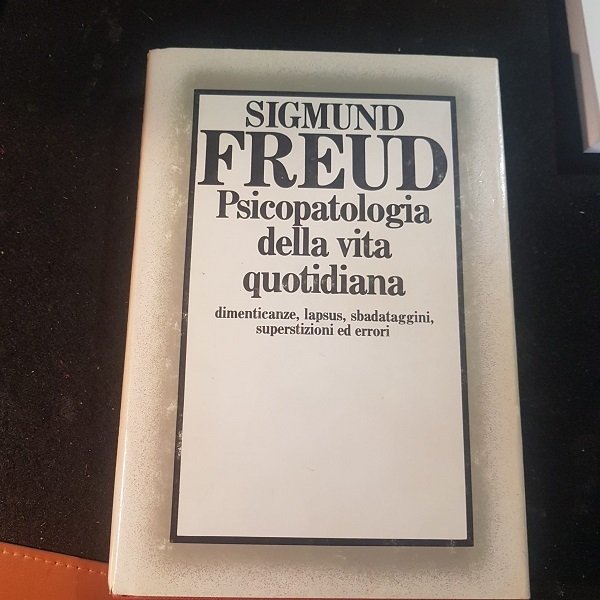 SIGMUND
FREUD
Psicopatologia
della vita
quotidiana
dimenticanze, lapsus, sbadataggini,
superstizioni ed errori